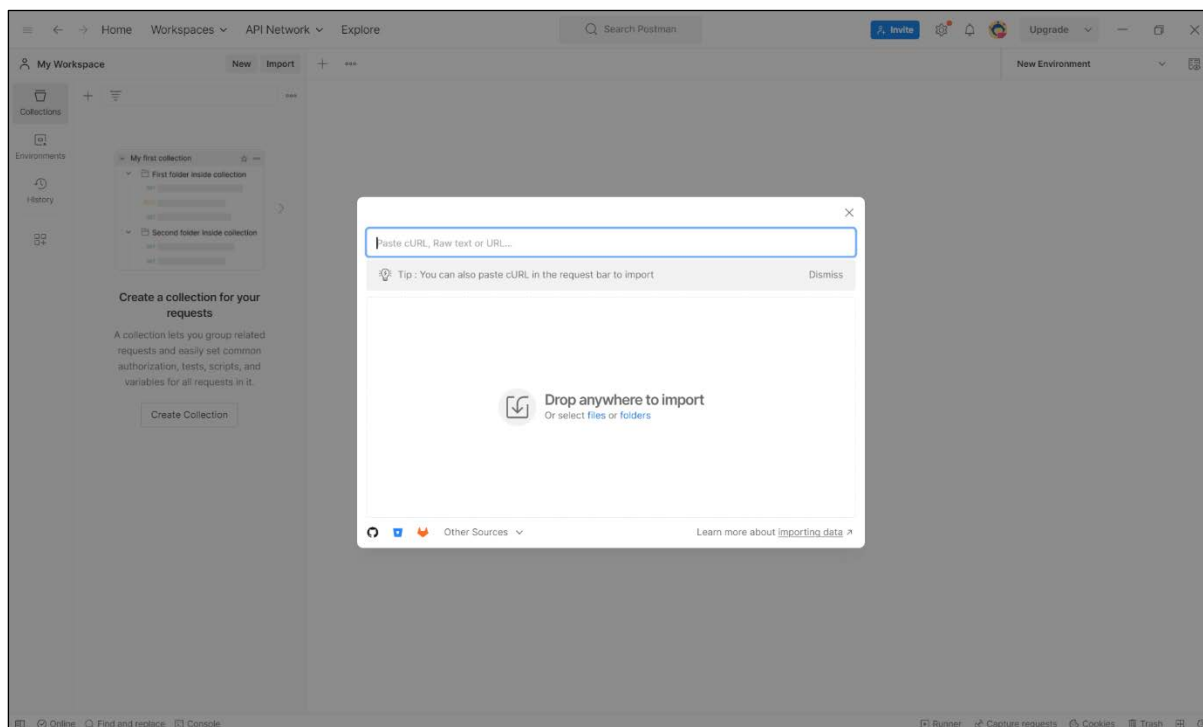 Home Workspaces API Network Explore Search Postman Invite Upgrade
My Workspace New Import New Environment
Collections
Environments
History
My first collection
First folder inside collection
Second folder inside collection
Create a collection for your
requests
A collection lets you group related
requests and easily set common
authorization, tests, scripts, and
variables for all requests in it.
Create Collection
Paste cURL, Raw text or URL...
Tip : You can also paste cURL in the request bar to import Dismiss
Drop anywhere to import
Or select files or folders
Other Sources Learn more about importing data
Online Find and replace Console Runner Capture requests Cookies Trash